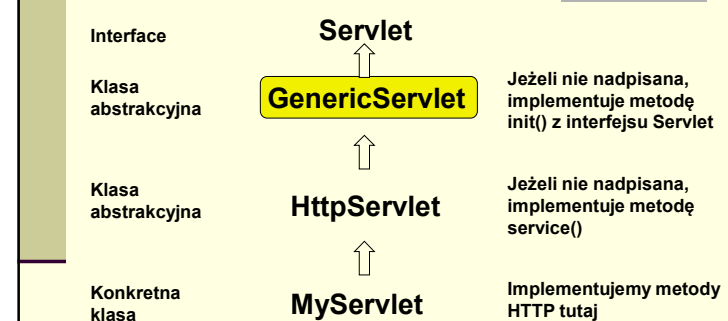 Interface
Servlet
Klasa
abstrakcyjna
GenericServlet
Jeżeli nie nadpisana,
implementuje metodę
init() z interfejsu Servlet
Klasa
abstrakcyjna
HttpServlet
Jeżeli nie nadpisana,
implementuje metodę
service()
Konkretna
klasa
MyServlet
Implementujemy metody
HTTP tutaj